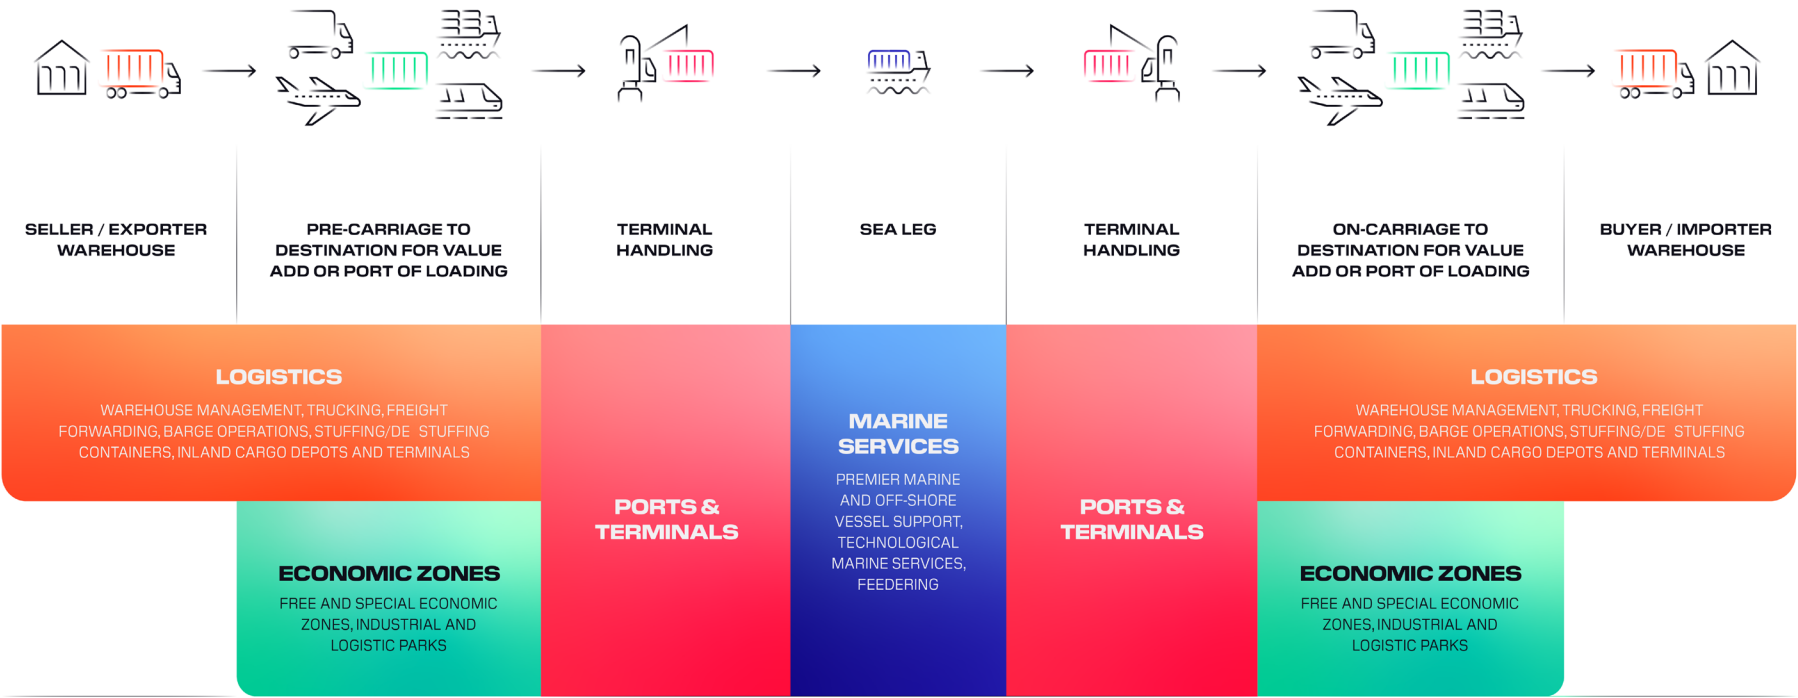 SELLER / EXPORTER
WAREHOUSE
PRE-CARRIAGE TO
DESTINATION FOR VALUE
ADD OR PORT OF LOADING
TERMINAL
HANDLING
SEA LEG
TERMINAL
HANDLING
ON-CARRIAGE TO
DESTINATION FOR VALUE
ADD OR PORT OF LOADING
BUYER / IMPORTER
WAREHOUSE
LOGISTICS
WAREHOUSE MANAGEMENT, TRUCKING, FREIGHT
FORWARDING, BARGE OPERATIONS, STUFFING/DE STUFFING
CONTAINERS, INLAND CARGO DEPOTS AND TERMINALS
ECONOMIC ZONES
FREE AND SPECIAL ECONOMIC
ZONES, INDUSTRIAL AND
LOGISTIC PARKS
PORTS &
TERMINALS
MARINE
SERVICES
PREMIER MARINE
AND OFF-SHORE
VESSEL SUPPORT,
TECHNOLOGICAL
MARINE SERVICES,
FEEDERING
PORTS &
TERMINALS
LOGISTICS
WAREHOUSE MANAGEMENT, TRUCKING, FREIGHT
FORWARDING, BARGE OPERATIONS, STUFFING/DE STUFFING
CONTAINERS, INLAND CARGO DEPOTS AND TERMINALS
ECONOMIC ZONES
FREE AND SPECIAL ECONOMIC
ZONES, INDUSTRIAL AND
LOGISTIC PARKS